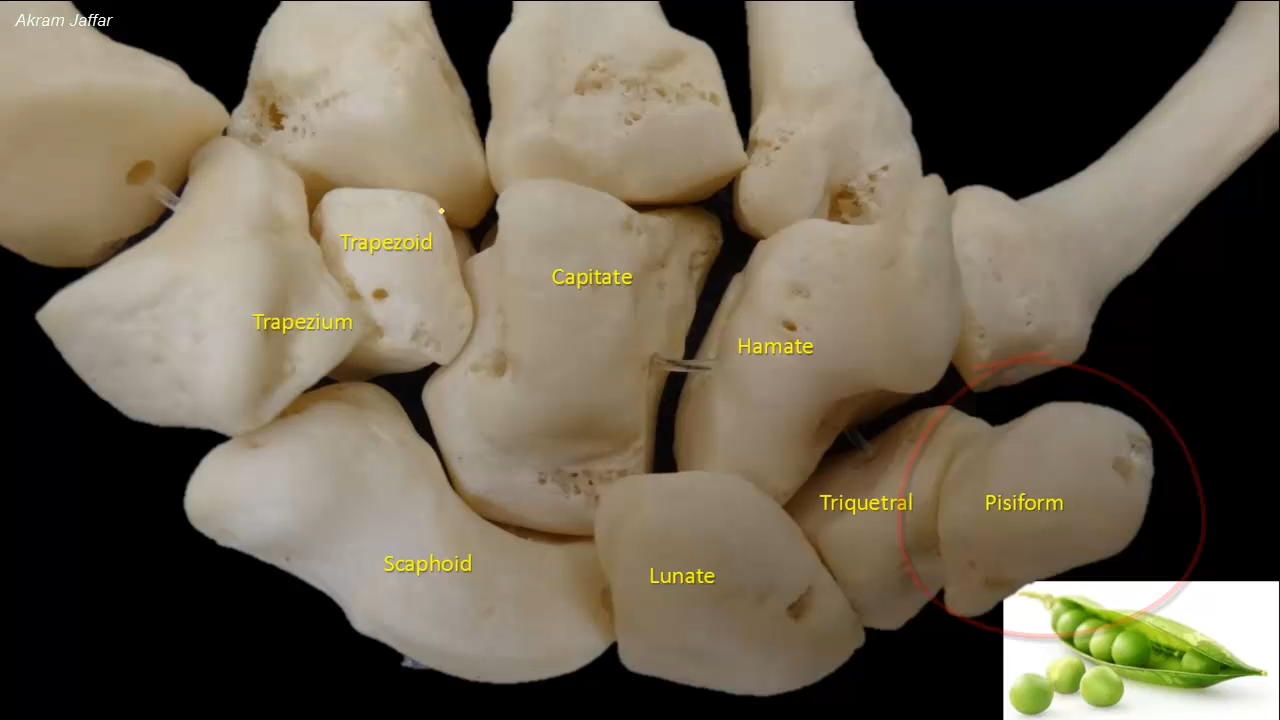 Akram Jaffar
Trapezoid
Capitate
Trapezium
Hamate
Triquetral
Pisiform
Scaphoid
Lunate